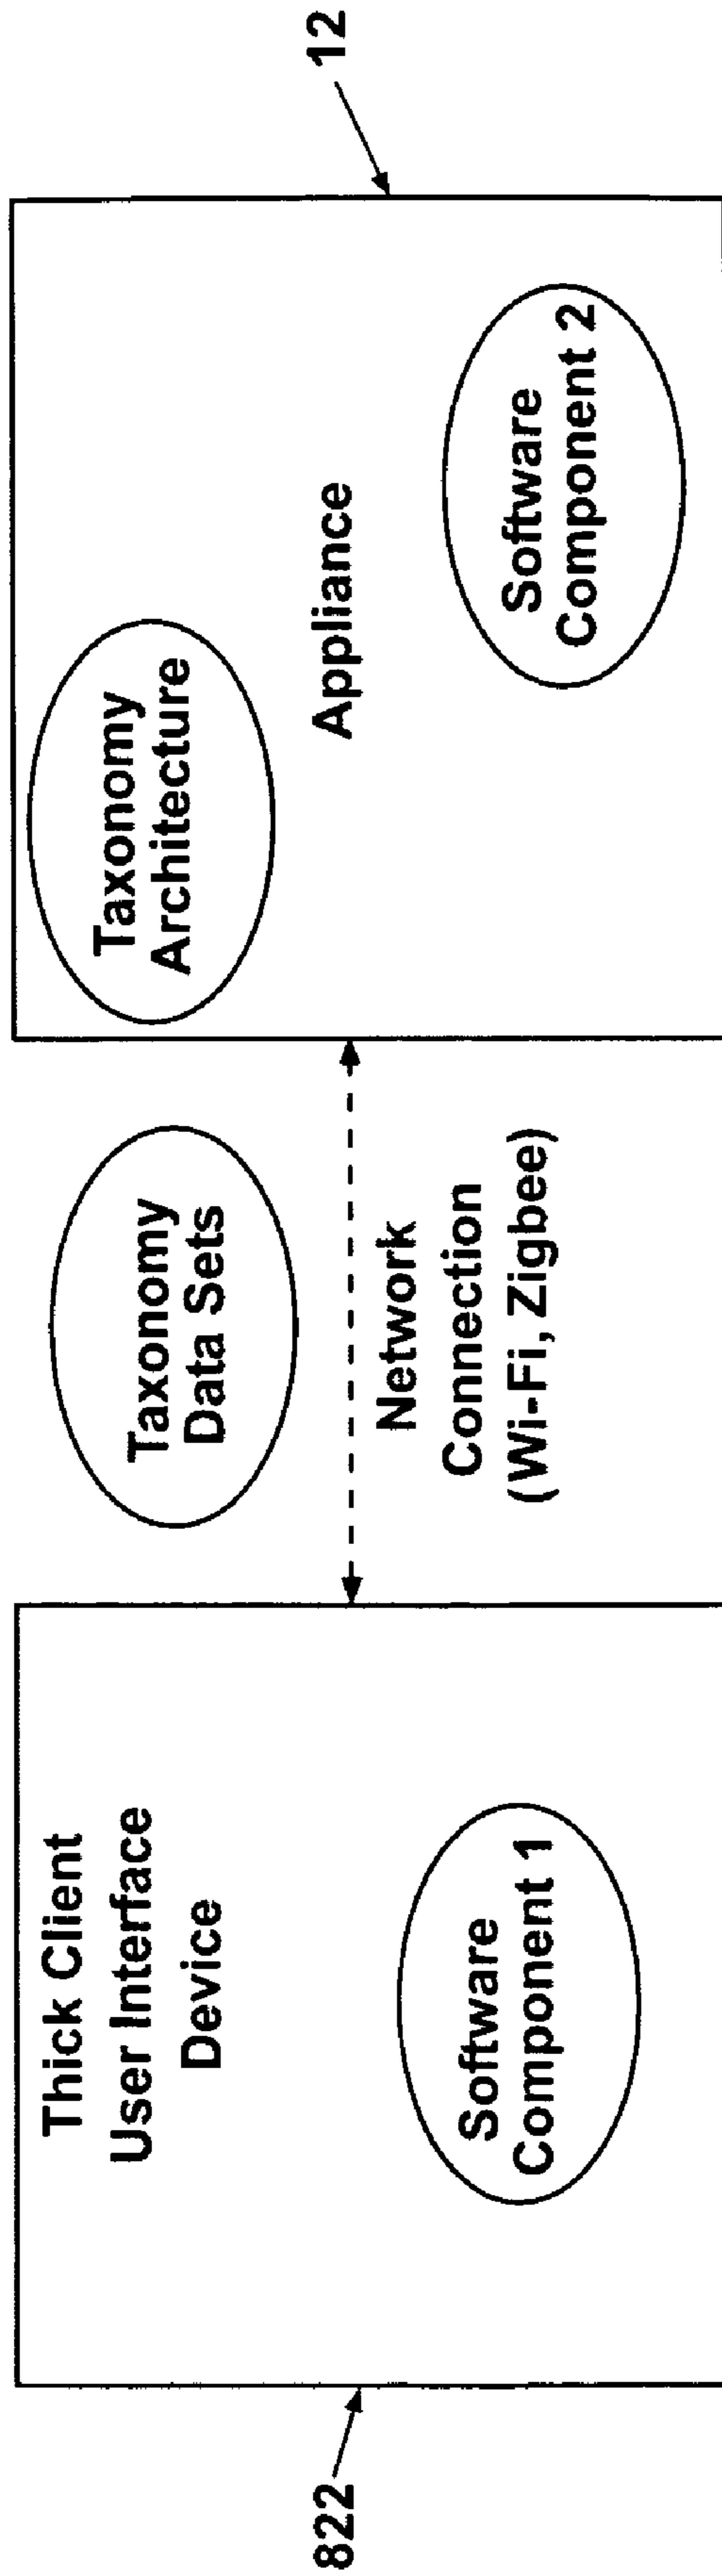 822
Thick Client
User Interface
Device
Software
Component 1
Taxonomy
Data Sets
Network
Connection
(Wi-Fi, Zigbee)
Taxonomy
Architecture
Appliance
Software
Component 2
12